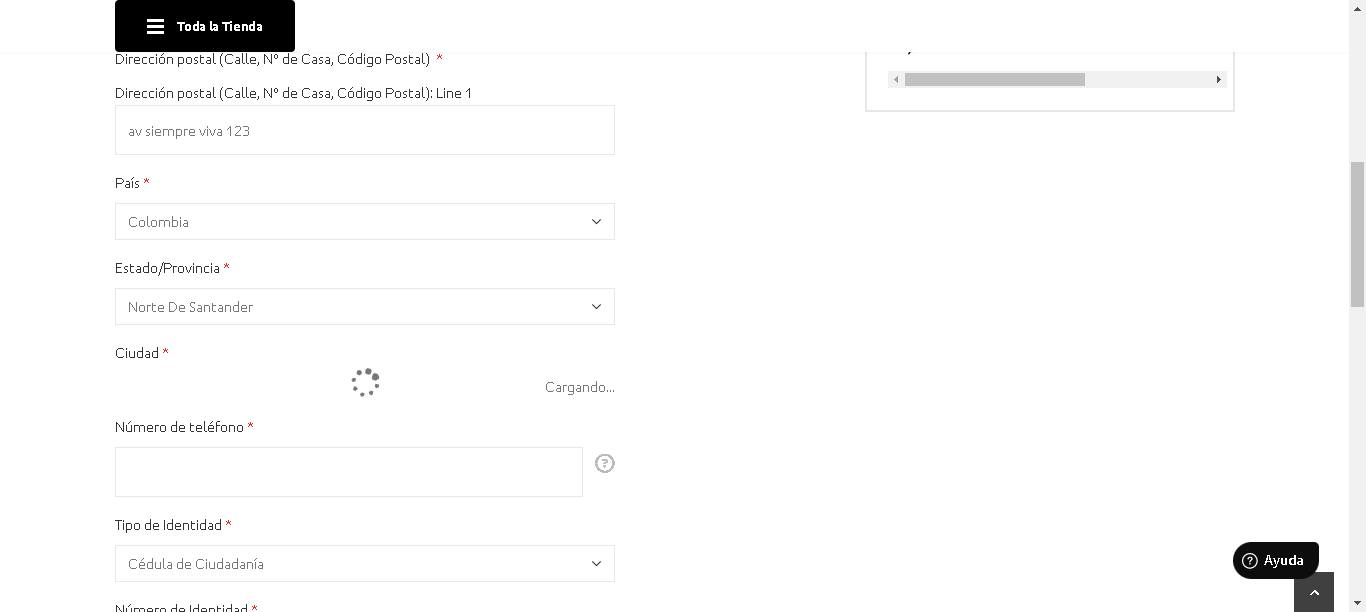 Toda la Tienda
Dirección postal (Calle, Nº de Casa, Código Postal) *
Dirección postal (Calle, Nº de Casa, Código Postal): Line 1
av siempre viva 123
País *
Colombia
Estado/Provincia *
Norte De Santander
Ciudad *
Cargando...
Número de teléfono *
?
Tipo de Identidad *
Cédula de Ciudadanía
Número de Identidad *
? Ayuda